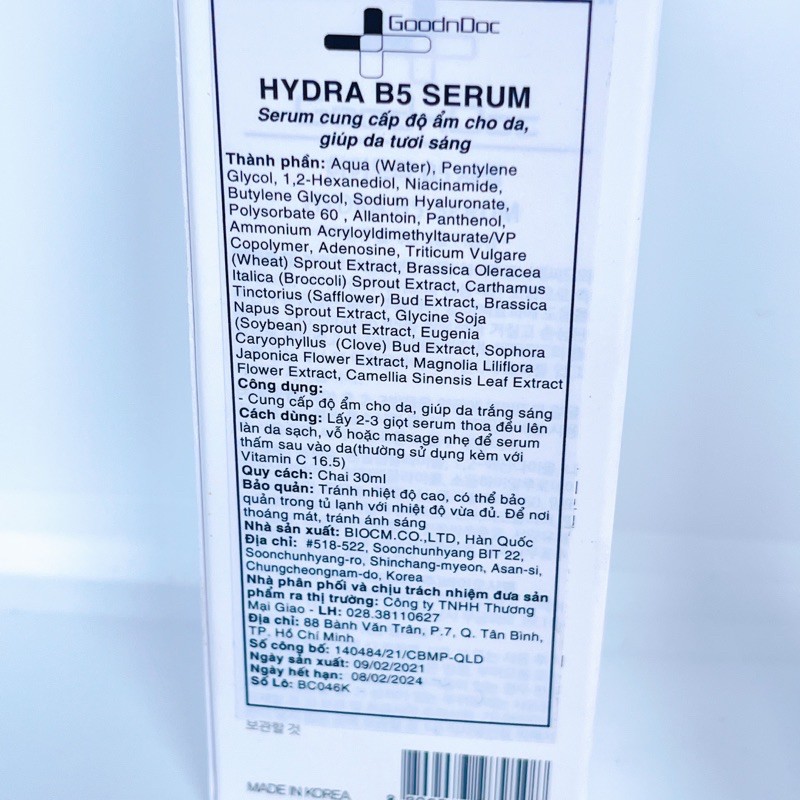 GoodnDoc
HYDRA B5 SERUM
Serum cung cấp độ ẩm cho da,
giúp da tươi sáng
Thành phần: Aqua (Water), Pentylene
Glycol, 1,2-Hexanediol, Niacinamide,
Butylene Glycol, Sodium Hyaluronate,
Polysorbate 60 , Allantoin, Panthenol,
Ammonium Acryloyldimethyltaurate/VP
Copolymer, Adenosine, Triticum Vulgare
(Wheat) Sprout Extract, Brassica Oleracea
Italica (Broccoli) Sprout Extract, Carthamus
Tinctorius (Safflower) Bud Extract, Brassica
Napus Sprout Extract, Glycine Soja
(Soybean) sprout Extract, Eugenia
Caryophyllus (Clove) Bud Extract, Sophora
Japonica Flower Extract, Magnolia Liliflora
Flower Extract, Camellia Sinensis Leaf Extract
Công dụng:
- Cung cấp độ ẩm cho da, giúp da trắng sáng
Cách dùng: Lấy 2-3 giọt serum thoa đều lên
làn da sạch, vỗ hoặc masage nhẹ để serum
thấm sau vào da(thường sử dụng kèm với
Vitamin C 16.5)
Quy cách: Chai 30ml
Bảo quản: Tránh nhiệt độ cao, có thể bảo
quản trong tủ lạnh với nhiệt độ vừa đủ. Để nơi
thoáng mát, tránh ánh sáng
Nhà sản xuất: BIOCM.CO.,LTD, Hàn Quốc
Địa chỉ: #518-522, Soonchunhyang BIT 22,
Soonchunhyang-ro, Shinchang-myeon, Asan-si,
Chungcheongnam-do, Korea
Nhà phân phối và chịu trách nhiệm đưa sản
phẩm ra thị trường: Công ty TNHH Thương
Mại Giao - LH: 028.38110627
Địa chỉ: 88 Bành Văn Trân, P.7, Q. Tân Bình,
TP. Hồ Chí Minh
Số công bố: 140484/21/CBMP-QLD
Ngày sản xuất: 09/02/2021
Ngày hết hạn: 08/02/2024
Số Lô: BC046K
보관할 것
MADE IN KOREA